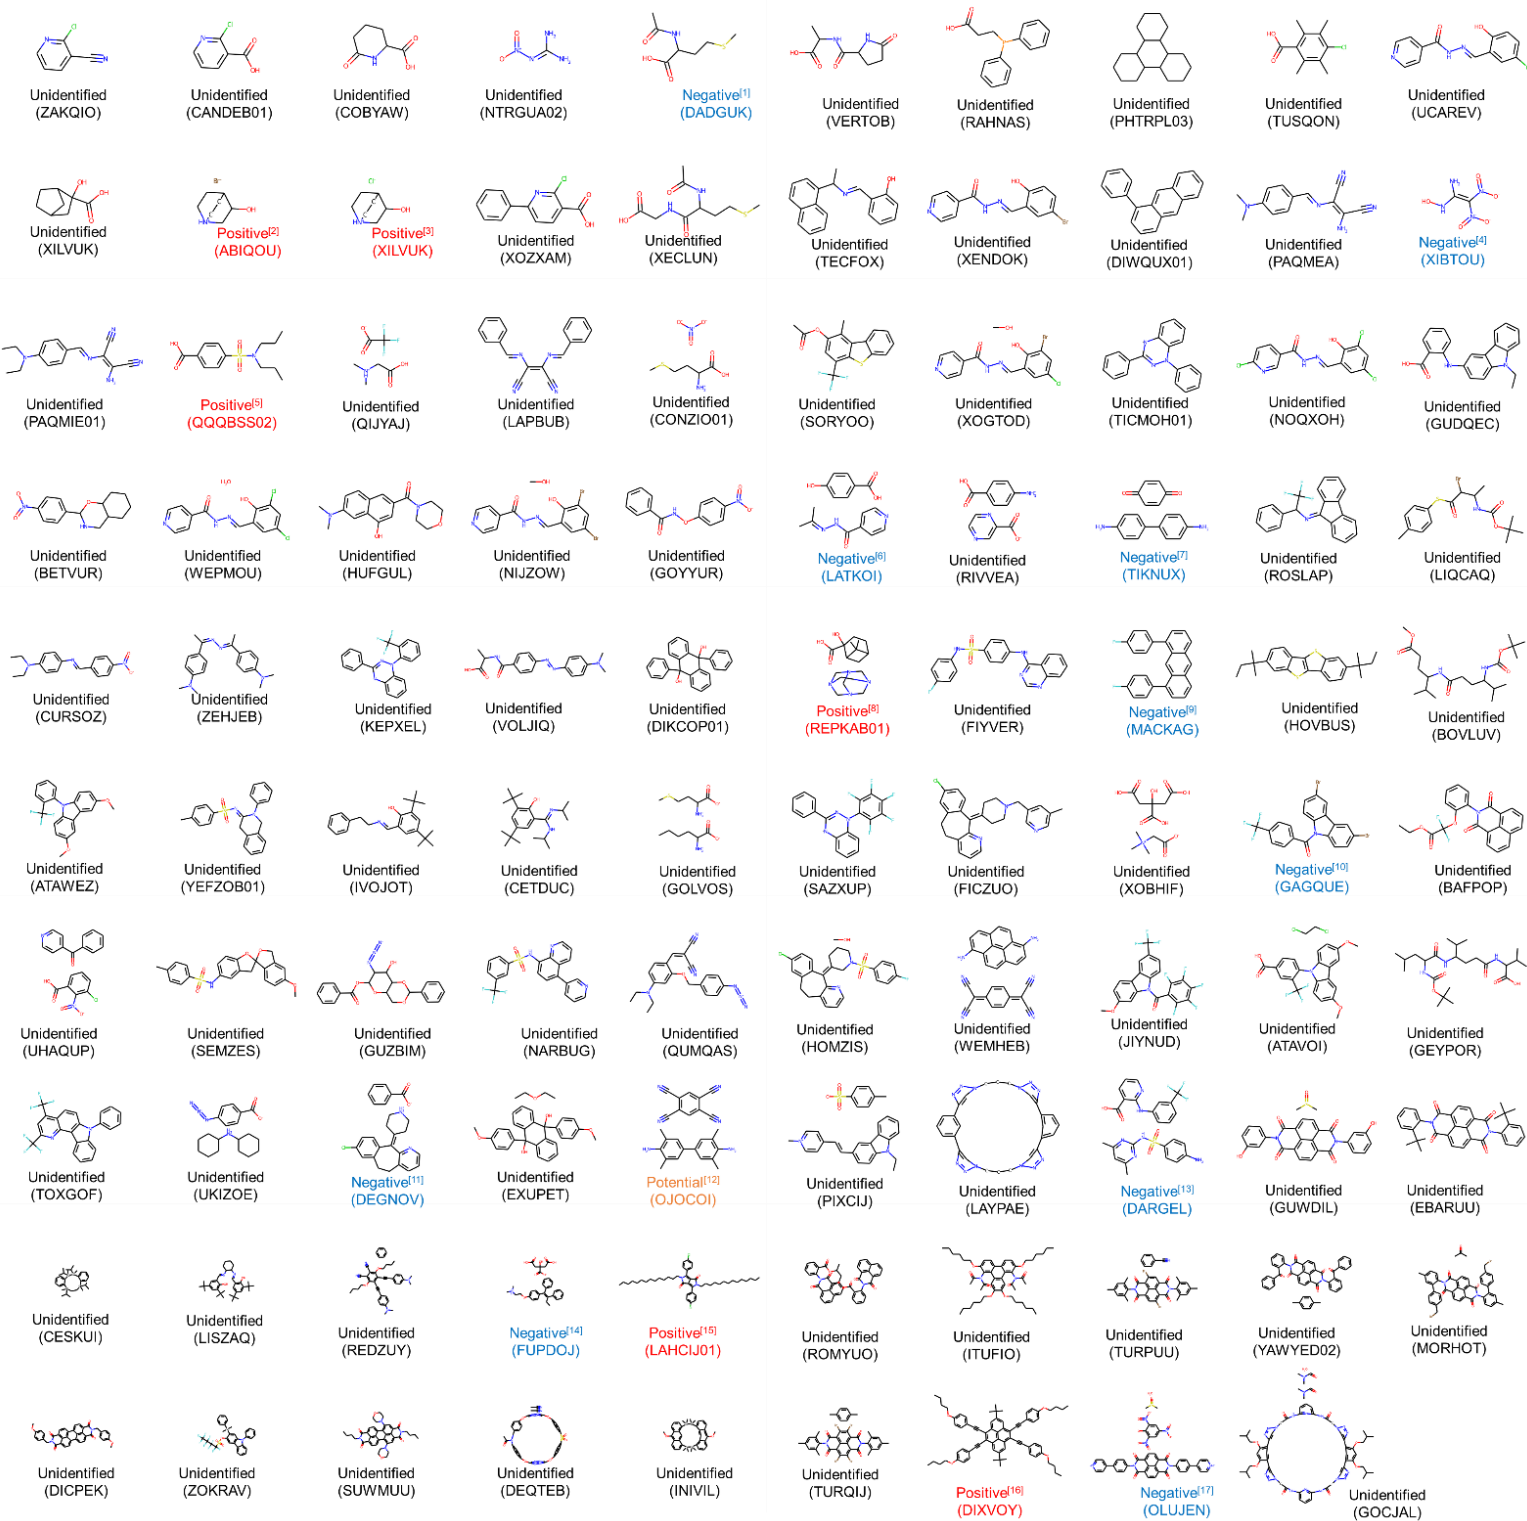 Unidentified
(ZAKQIO)
Unidentified
(CANDEB01)
Unidentified
(COBYAW)
Unidentified
(NTRGUA02)
Negative[1]
(DADGUK)
Unidentified
(VERTOB)
Unidentified
(RAHNAS)
Unidentified
(PHTRPL03)
Unidentified
(TUSQON)
Unidentified
(UCAREV)
Unidentified
(XILVUK)
Positive[2]
(ABIQOU)
Positive[3]
(XILVUK)
Unidentified
(XOZXAM)
Unidentified
(XECLUN)
Unidentified
(TECFOX)
Unidentified
(XENDOK)
Unidentified
(DIWQUX01)
Unidentified
(PAQMEA)
Negative[4]
(XIBTOU)
Unidentified
(PAQMIE01)
Positive[5]
(QQQBSS02)
Unidentified
(QIJYAJ)
Unidentified
(LAPBUB)
Unidentified
(CONZIO01)
Unidentified
(SORYOO)
Unidentified
(XOGTOD)
Unidentified
(TICMOH01)
Unidentified
(NOQXOH)
Unidentified
(GUDQEC)
Unidentified
(BETVUR)
Unidentified
(WEPMOU)
Unidentified
(HUFGUL)
Unidentified
(NIJZOW)
Unidentified
(GOYYUR)
Negative[6]
(LATKOI)
Unidentified
(RIVVEA)
Negative[7]
(TIKNUX)
Unidentified
(ROSLAP)
Unidentified
(LIQCAQ)
Unidentified
(CURSOZ)
Unidentified
(ZEHJEB)
Unidentified
(KEPXEL)
Unidentified
(VOLJIQ)
Unidentified
(DIKCOP01)
Positive[8]
(REPKAB01)
Unidentified
(FIYVER)
Negative[9]
(MACKAG)
Unidentified
(HOVBUS)
Unidentified
(BOVLUV)
Unidentified
(ATAWEZ)
Unidentified
(YEFZOB01)
Unidentified
(IVOJOT)
Unidentified
(CETDUC)
Unidentified
(GOLVOS)
Unidentified
(SAZXUP)
Unidentified
(FICZUO)
Unidentified
(XOBHIF)
Negative[10]
(GAGQUE)
Unidentified
(BAFPOP)
Unidentified
(UHAQUP)
Unidentified
(SEMZES)
Unidentified
(GUZBIM)
Unidentified
(NARBUG)
Unidentified
(QUMQAS)
Unidentified
(HOMZIS)
Unidentified
(WEMHEB)
Unidentified
(JIYNUD)
Unidentified
(ATAVOI)
Unidentified
(GEYPOR)
Unidentified
(TOXGOF)
Unidentified
(UKIZOE)
Negative[11]
(DEGNOV)
Unidentified
(EXUPET)
Potential[12]
(OJOCOI)
Unidentified
(PIXCIJ)
Unidentified
(LAYPAE)
Negative[13]
(DARGEL)
Unidentified
(GUWDIL)
Unidentified
(EBARUU)
Unidentified
(CESKUI)
Unidentified
(LISZAQ)
Unidentified
(REDZUY)
Negative[14]
(FUPDOJ)
Positive[15]
(LAHCIJ01)
Unidentified
(ROMYUO)
Unidentified
(ITUFIO)
Unidentified
(TURPUU)
Unidentified
(YAWYED02)
Unidentified
(MORHOT)
Unidentified
(DICPEK)
Unidentified
(ZOKRAV)
Unidentified
(SUWMUU)
Unidentified
(DEQTEB)
Unidentified
(INIVIL)
Unidentified
(TURQIJ)
Positive[16]
(DIXVOY)
Negative[17]
(OLUJEN)
Unidentified
(GOCJAL)